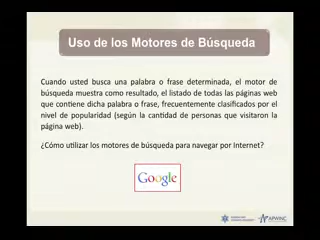 Uso de los Motores de Búsqueda
Cuando usted busca una palabra o frase determinada, el motor de
búsqueda muestra como resultado, el listado de todas las páginas web
que contiene dicha palabra o frase, frecuentemente clasificados por el
nivel de popularidad (según la cantidad de personas que visitaron la
página web).
¿Cómo utilizar los motores de búsqueda para navegar por Internet?
Google
APWINC